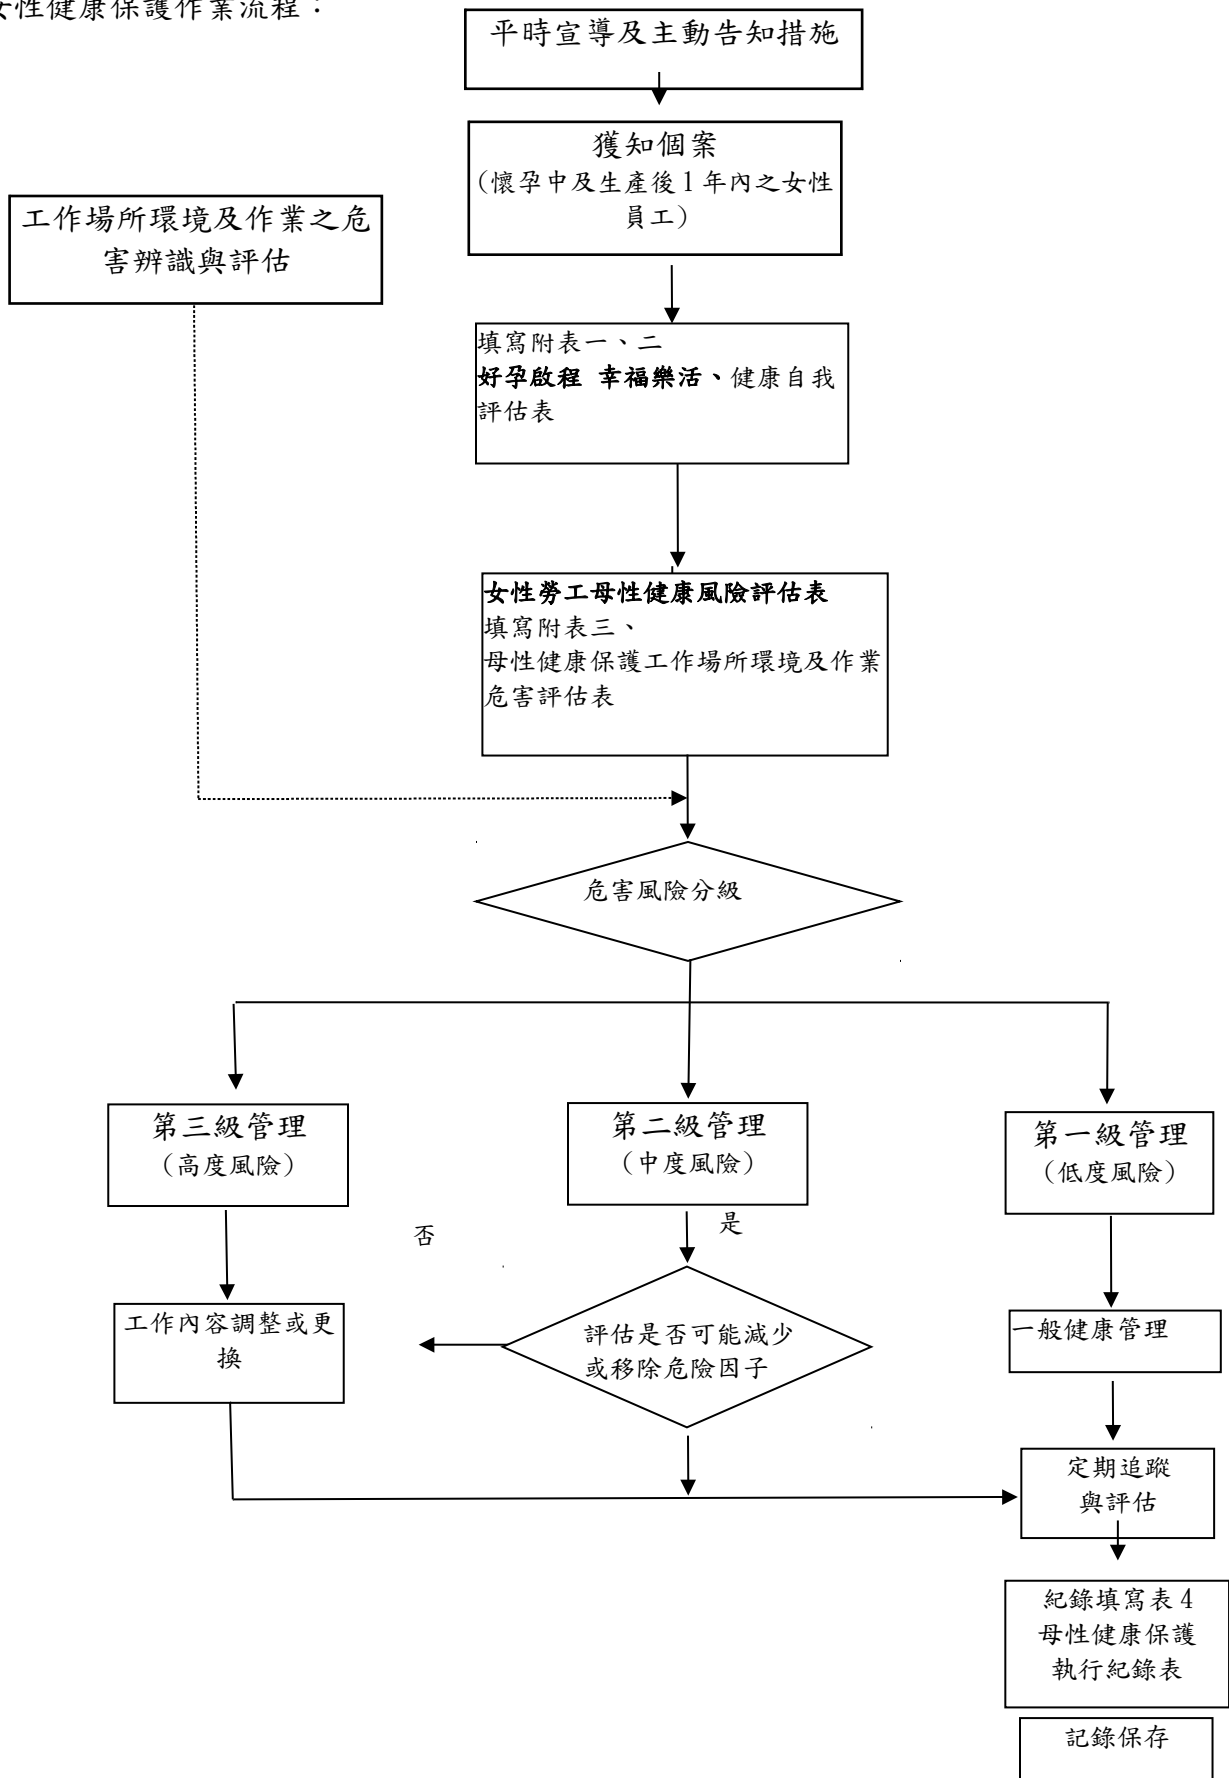 女性健康保護作業流程：
平時宣導及主動告知措施
獲知個案
(懷孕中及生產後1年內之女性
員工)
工作場所環境及作業之危
害辨識與評估
填寫附表一、二
好孕啟程 幸福樂活、健康自我
評估表
女性勞工母性健康風險評估表
填寫附表三、
母性健康保護工作場所環境及作業
危害評估表
危害風險分級
第三級管理
(高度風險)
第二級管理
(中度風險)
第一級管理
(低度風險)
否
是
工作內容調整或更
換
評估是否可能減少
或移除危險因子
一般健康管理
定期追蹤
與評估
紀錄填寫表4
母性健康保護
執行紀錄表
記錄保存